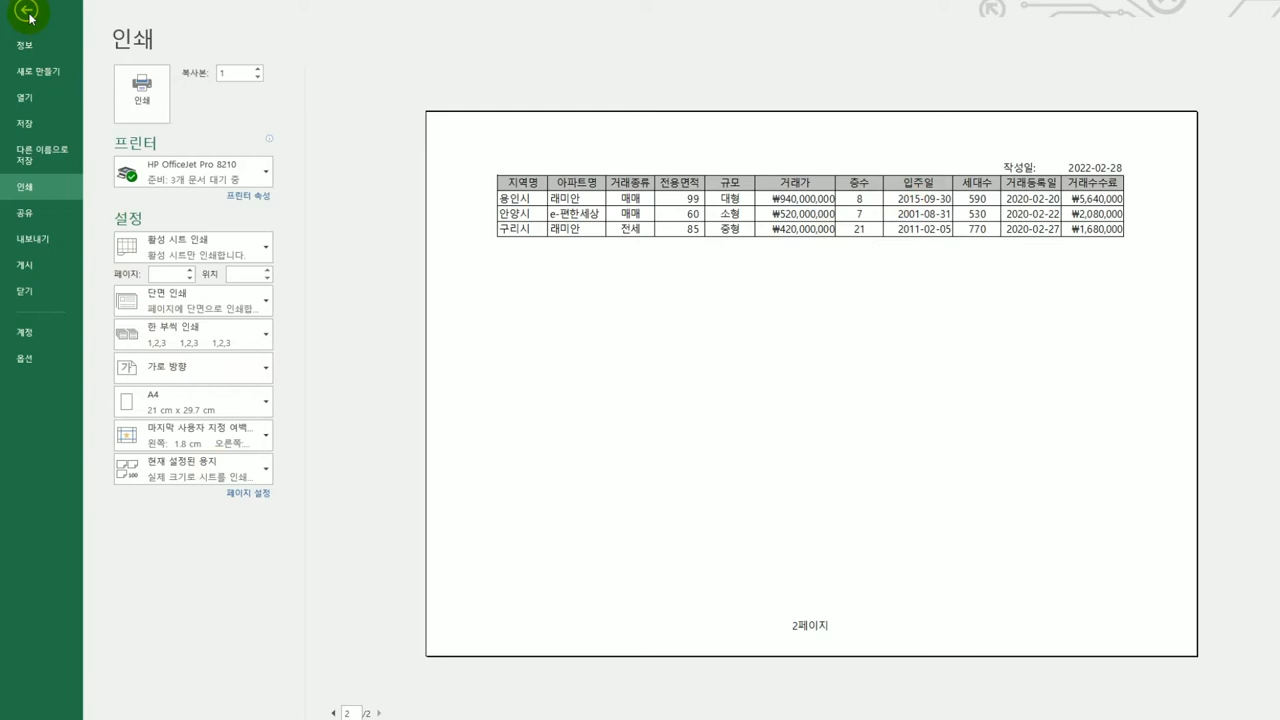 정보
새로 만들기
열기
저장
다른 이름으로
저장
인쇄
공유
내보내기
게시
닫기
계정
옵션
인쇄
인쇄
복사본: 1
프린터
HP OfficeJet Pro 8210
준비: 3개 문서 대기 중
프린터 속성
설정
활성 시트 인쇄
활성 시트만 인쇄합니다.
페이지: 위치
단면 인쇄
페이지에 단면으로 인쇄합...
한 부씩 인쇄
1,2,3 1,2,3 1,2,3
가로 방향
A4
21 cm x 29.7 cm
마지막 사용자 지정 여백...
왼쪽: 1.8 cm 오른쪽:...
현재 설정된 용지
실제 크기로 시트를 인쇄...
페이지 설정
작성일: 2022-02-28
지역명 아파트명 거래종류 전용면적 규모 거래가 층수 입주일 세대수 거래등록일 거래수수료
용인시 래미안 매매 99 대형 ₩940,000,000 8 2015-09-30 590 2020-02-20 ₩5,640,000
안양시 e-편한세상 매매 60 소형 ₩520,000,000 7 2001-08-31 530 2020-02-22 ₩2,080,000
구리시 래미안 전세 85 중형 ₩420,000,000 21 2011-02-05 770 2020-02-27 ₩1,680,000
2페이지
2 /2